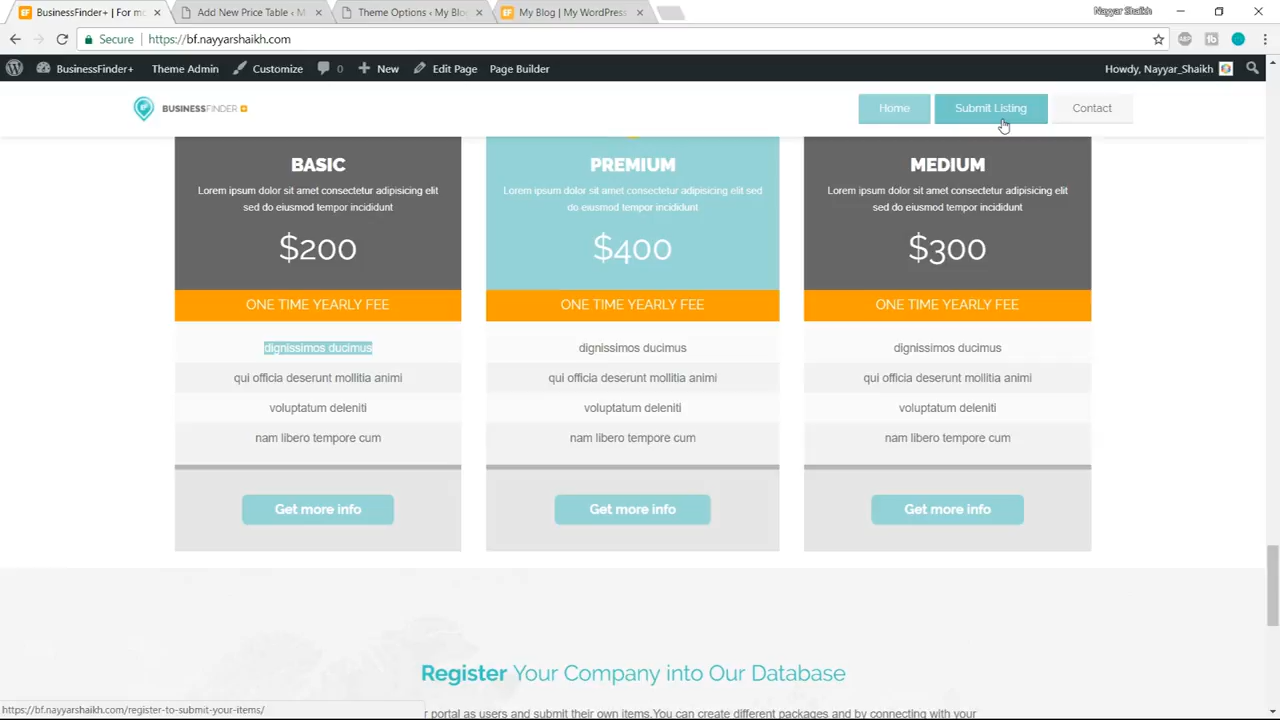 BusinessFinder+ | For mo
Add New Price Table ‹ M
Theme Options ‹ My Blo
My Blog | My WordPress
Nayyar Shaikh
Secure
https://bf.nayyarshaikh.com
BusinessFinder+
Theme Admin
Customize
0
New
Edit Page
Page Builder
Howdy, Nayyar_Shaikh
BUSINESSFINDER
Home
Submit Listing
Contact
BASIC
Lorem ipsum dolor sit amet consectetur adipisicing elit
sed do eiusmod tempor incididunt
$200
ONE TIME YEARLY FEE
dignissimos ducimus
qui officia deserunt mollitia animi
voluptatum deleniti
nam libero tempore cum
Get more info
PREMIUM
Lorem ipsum dolor sit amet consectetur adipisicing elit sed
do eiusmod tempor incididunt
$400
ONE TIME YEARLY FEE
dignissimos ducimus
qui officia deserunt mollitia animi
voluptatum deleniti
nam libero tempore cum
Get more info
MEDIUM
Lorem ipsum dolor sit amet consectetur adipisicing elit
sed do eiusmod tempor incididunt
$300
ONE TIME YEARLY FEE
dignissimos ducimus
qui officia deserunt mollitia animi
voluptatum deleniti
nam libero tempore cum
Get more info
Register Your Company into Our Database
r portal as users and submit their own items.You can create different packages and by connecting with your
https://bf.nayyarshaikh.com/register-to-submit-your-items/